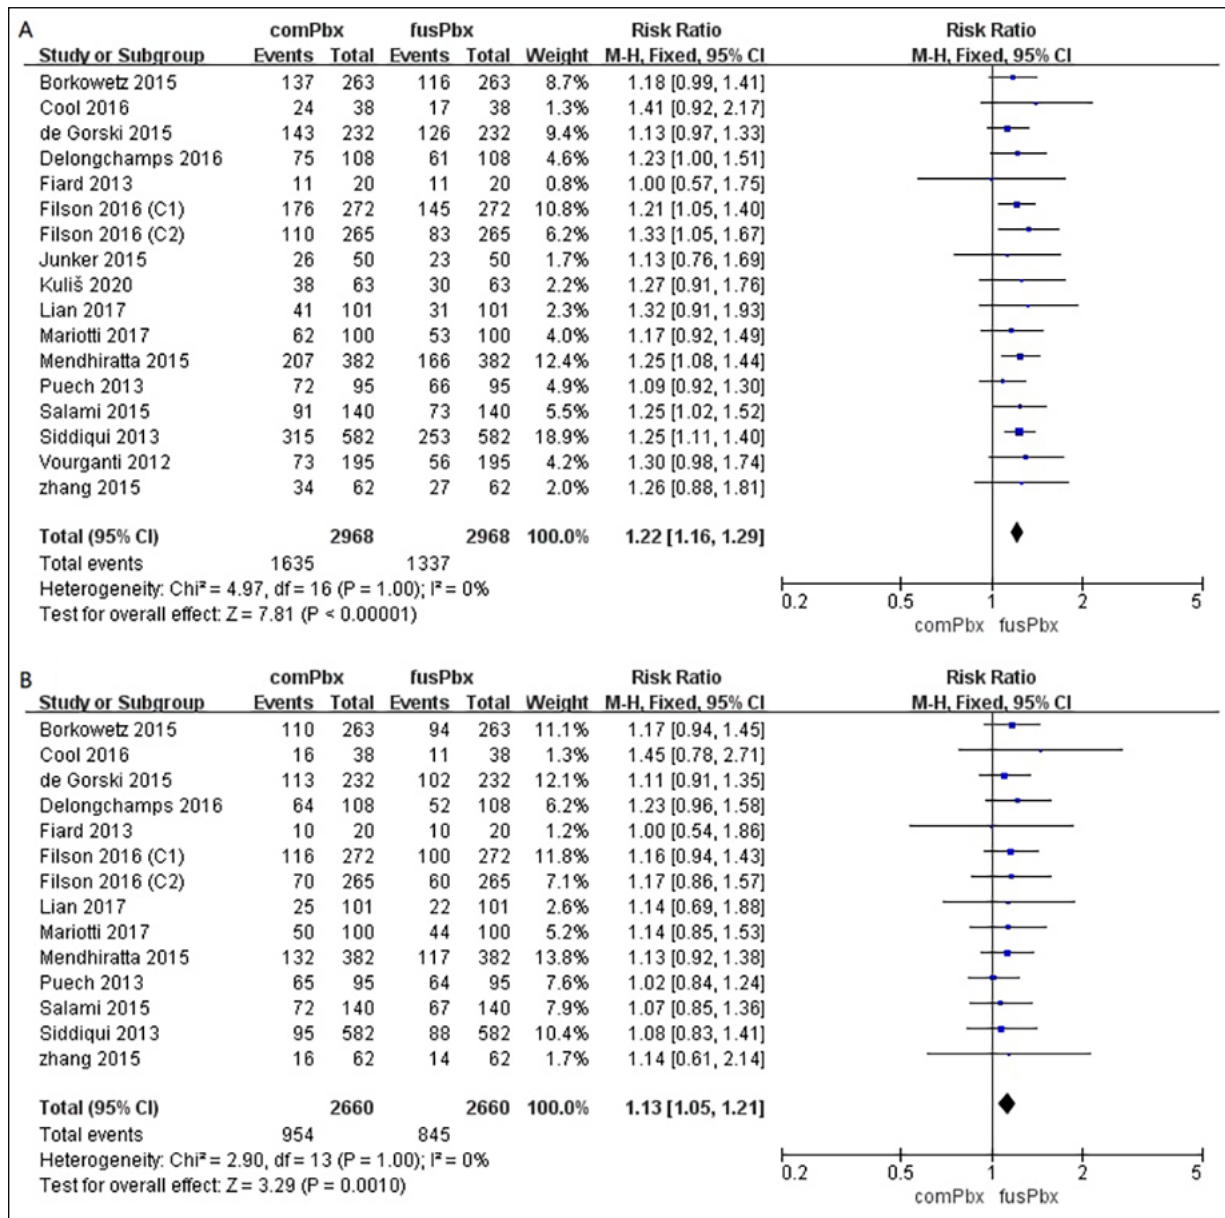 A
comPbx fusPbx Risk Ratio Risk Ratio
Study or Subgroup Events Total Events Total Weight M-H, Fixed, 95% CI M-H, Fixed, 95% CI
Borkowetz 2015 137 263 116 263 8.7% 1.18 [0.99, 1.41]
Cool 2016 24 38 17 38 1.3% 1.41 [0.92, 2.17]
de Gorski 2015 143 232 126 232 9.4% 1.13 [0.97, 1.33]
Delongchamps 2016 75 108 61 108 4.6% 1.23 [1.00, 1.51]
Fiard 2013 11 20 11 20 0.8% 1.00 [0.57, 1.75]
Filson 2016 (C1) 176 272 145 272 10.8% 1.21 [1.05, 1.40]
Filson 2016 (C2) 110 265 83 265 6.2% 1.33 [1.05, 1.67]
Junker 2015 26 50 23 50 1.7% 1.13 [0.76, 1.69]
Kuliš 2020 38 63 30 63 2.2% 1.27 [0.91, 1.76]
Lian 2017 41 101 31 101 2.3% 1.32 [0.91, 1.93]
Mariotti 2017 62 100 53 100 4.0% 1.17 [0.92, 1.49]
Mendhiratta 2015 207 382 166 382 12.4% 1.25 [1.08, 1.44]
Puech 2013 72 95 66 95 4.9% 1.09 [0.92, 1.30]
Salami 2015 91 140 73 140 5.5% 1.25 [1.02, 1.52]
Siddiqui 2013 315 582 253 582 18.9% 1.25 [1.11, 1.40]
Vourganti 2012 73 195 56 195 4.2% 1.30 [0.98, 1.74]
zhang 2015 34 62 27 62 2.0% 1.26 [0.88, 1.81]
Total (95% CI) 2968 2968 100.0% 1.22 [1.16, 1.29]
Total events 1635 1337
Heterogeneity: Chi² = 4.97, df = 16 (P = 1.00); I² = 0%
Test for overall effect: Z = 7.81 (P < 0.00001)
0.2 0.5 1 2 5
comPbx fusPbx
B
comPbx fusPbx Risk Ratio Risk Ratio
Study or Subgroup Events Total Events Total Weight M-H, Fixed, 95% CI M-H, Fixed, 95% CI
Borkowetz 2015 110 263 94 263 11.1% 1.17 [0.94, 1.45]
Cool 2016 16 38 11 38 1.3% 1.45 [0.78, 2.71]
de Gorski 2015 113 232 102 232 12.1% 1.11 [0.91, 1.35]
Delongchamps 2016 64 108 52 108 6.2% 1.23 [0.96, 1.58]
Fiard 2013 10 20 10 20 1.2% 1.00 [0.54, 1.86]
Filson 2016 (C1) 116 272 100 272 11.8% 1.16 [0.94, 1.43]
Filson 2016 (C2) 70 265 60 265 7.1% 1.17 [0.86, 1.57]
Lian 2017 25 101 22 101 2.6% 1.14 [0.69, 1.88]
Mariotti 2017 50 100 44 100 5.2% 1.14 [0.85, 1.53]
Mendhiratta 2015 132 382 117 382 13.8% 1.13 [0.92, 1.38]
Puech 2013 65 95 64 95 7.6% 1.02 [0.84, 1.24]
Salami 2015 72 140 67 140 7.9% 1.07 [0.85, 1.36]
Siddiqui 2013 95 582 88 582 10.4% 1.08 [0.83, 1.41]
zhang 2015 16 62 14 62 1.7% 1.14 [0.61, 2.14]
Total (95% CI) 2660 2660 100.0% 1.13 [1.05, 1.21]
Total events 954 845
Heterogeneity: Chi² = 2.90, df = 13 (P = 1.00); I² = 0%
Test for overall effect: Z = 3.29 (P = 0.0010)
0.2 0.5 1 2 5
comPbx fusPbx